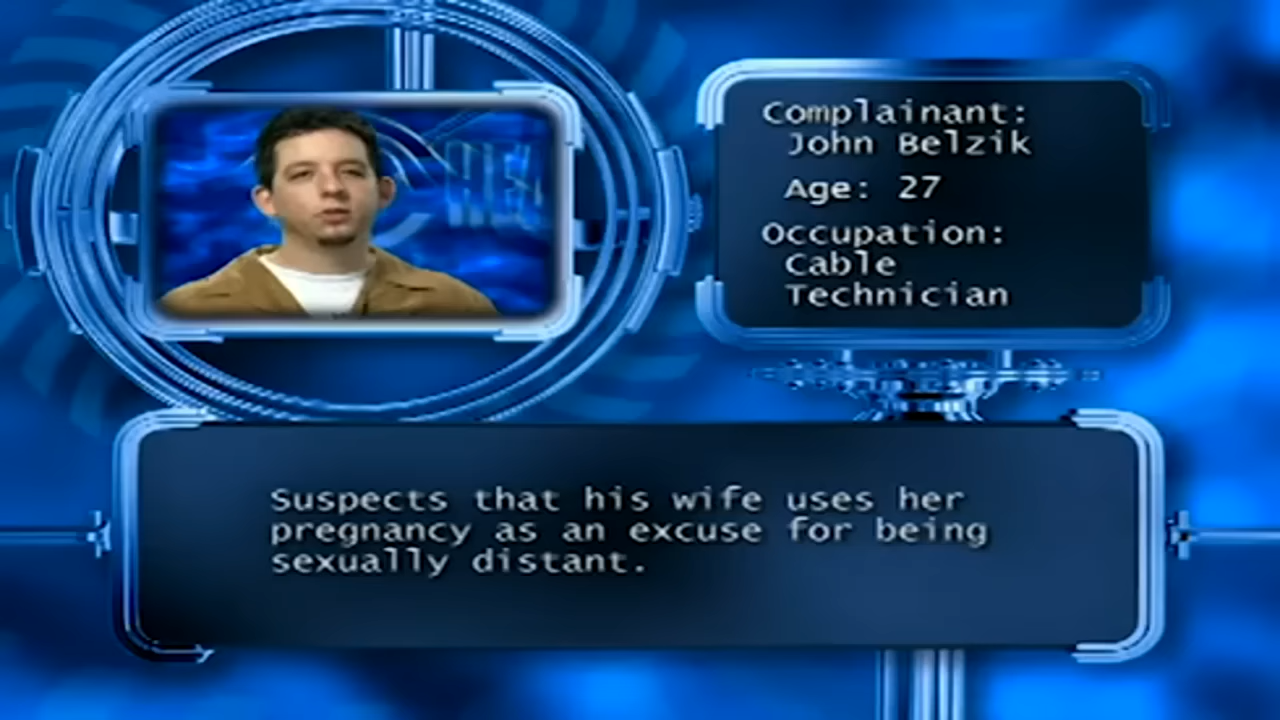 Complainant:
John Belzik
Age: 27
Occupation:
Cable
Technician
Suspects that his wife uses her
pregnancy as an excuse for being
sexually distant.